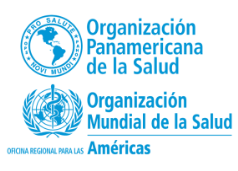 PRO SALUTE
NOVI MUNDI
Organización
Panamericana
de la Salud
Organización
Mundial de la Salud
OFICINA REGIONAL PARA LAS Américas